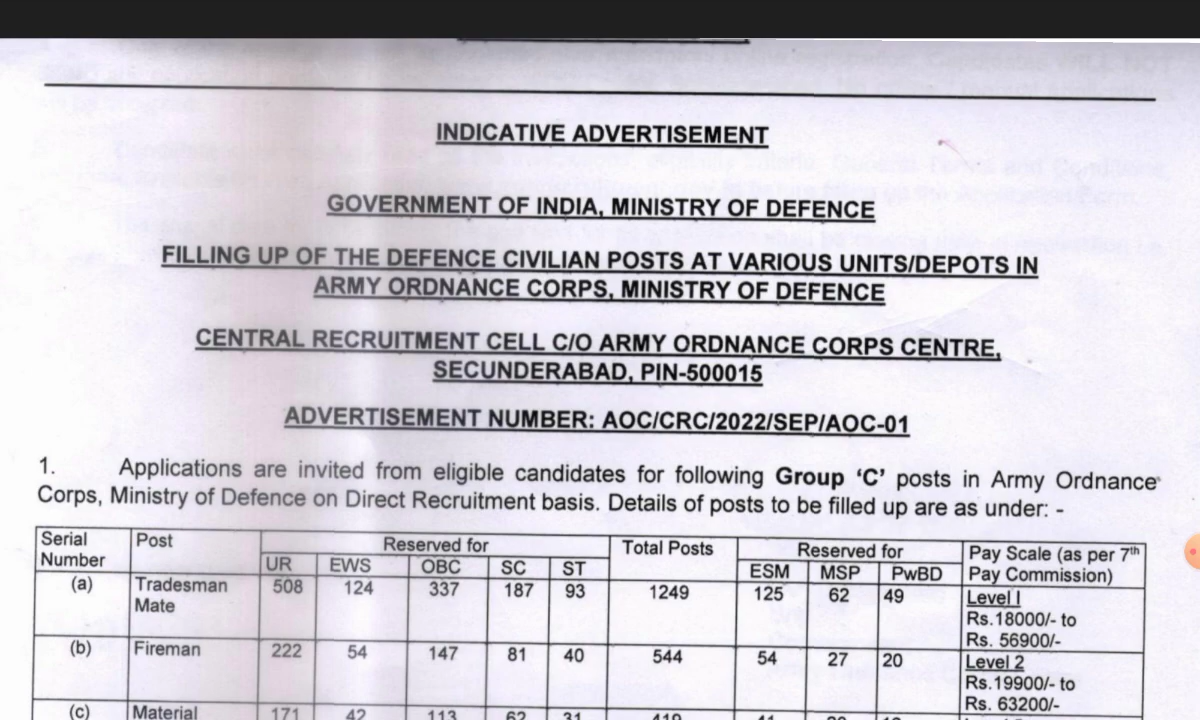 INDICATIVE ADVERTISEMENT
GOVERNMENT OF INDIA, MINISTRY OF DEFENCE
FILLING UP OF THE DEFENCE CIVILIAN POSTS AT VARIOUS UNITS/DEPOTS IN
ARMY ORDNANCE CORPS, MINISTRY OF DEFENCE
CENTRAL RECRUITMENT CELL C/O ARMY ORDNANCE CORPS CENTRE,
SECUNDERABAD, PIN-500015
ADVERTISEMENT NUMBER: AOC/CRC/2022/SEP/AOC-01
1. Applications are invited from eligible candidates for following Group ‘C’ posts in Army Ordnance
Corps, Ministry of Defence on Direct Recruitment basis. Details of posts to be filled up are as under: -
Serial Number Post Reserved for Total Posts Reserved for Pay Scale (as per 7th Pay Commission)
UR EWS OBC SC ST ESM MSP PwBD
(a) Tradesman Mate 508 124 337 187 93 1249 125 62 49 Level I Rs.18000/- to Rs. 56900/-
(b) Fireman 222 54 147 81 40 544 54 27 20 Level 2 Rs.19900/- to Rs. 63200/-
(c) Material 171 42 113 62 31 419